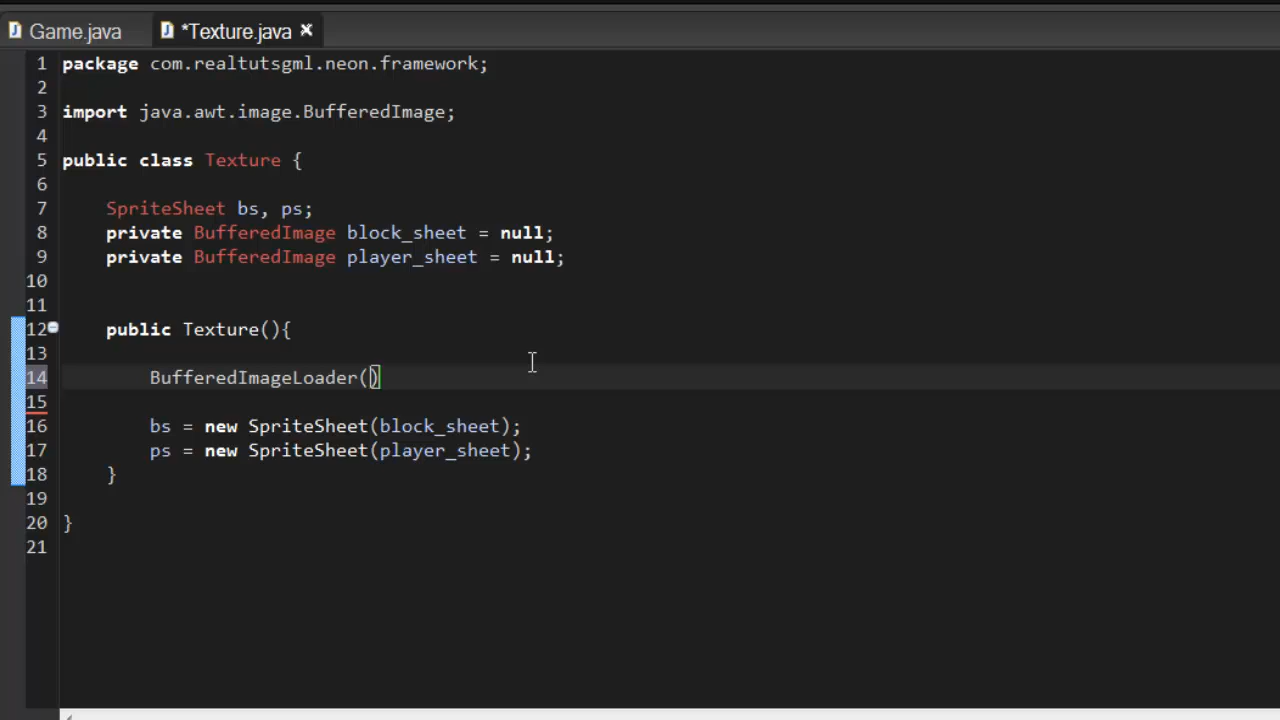 Game.java
*Texture.java
1 package com.realtutsgml.neon.framework;
2
3 import java.awt.image.BufferedImage;
4
5 public class Texture {
6
7 SpriteSheet bs, ps;
8 private BufferedImage block_sheet = null;
9 private BufferedImage player_sheet = null;
10
11
12 public Texture(){
13
14 BufferedImageLoader()
15
16 bs = new SpriteSheet(block_sheet);
17 ps = new SpriteSheet(player_sheet);
18 }
19
20 }
21